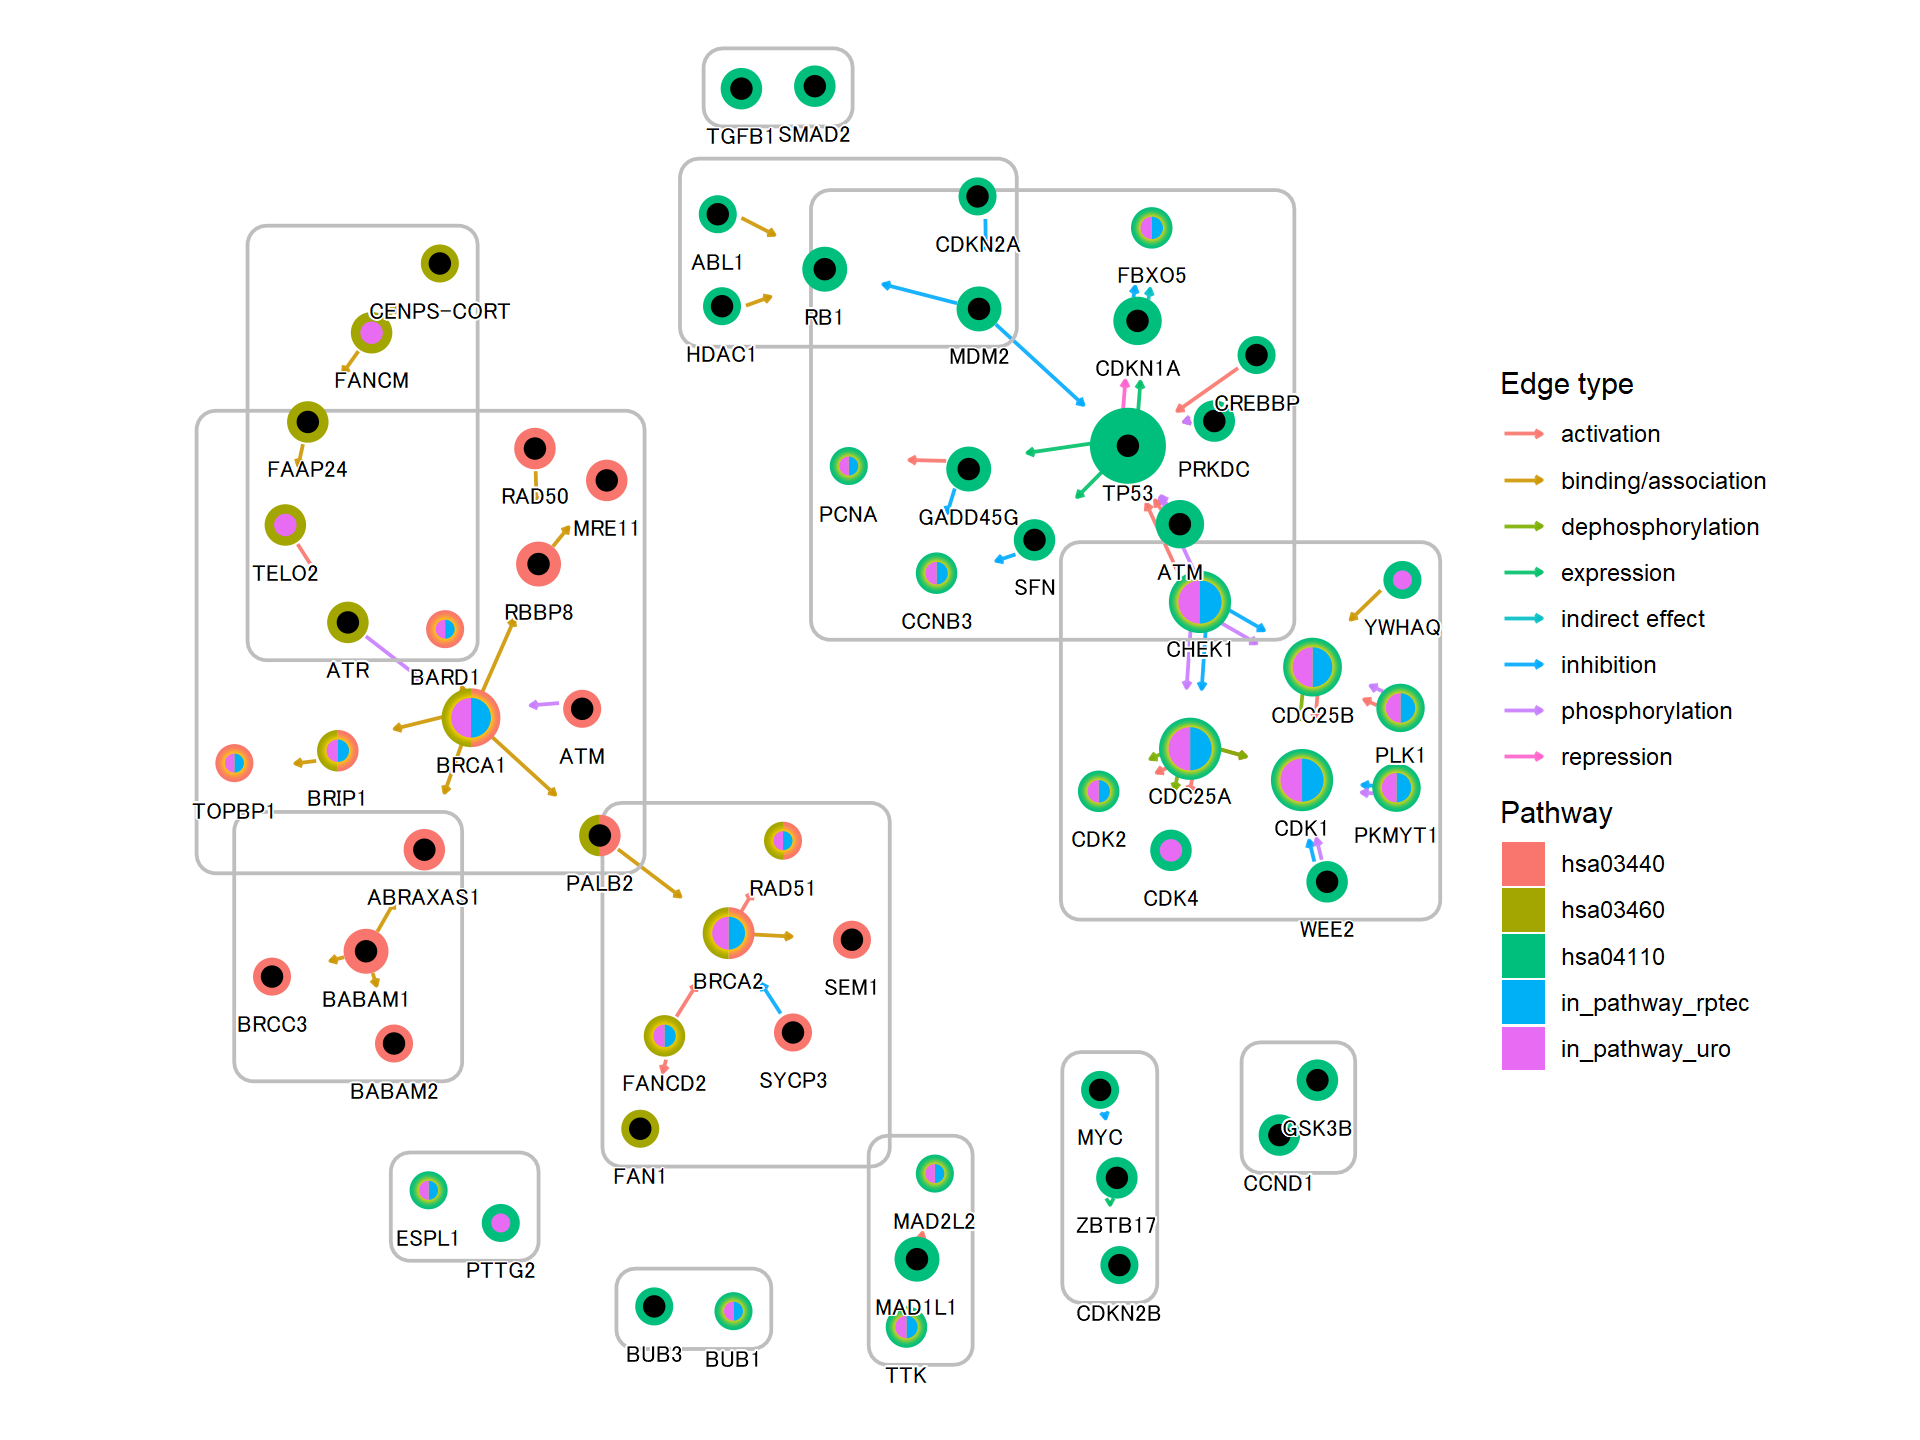 TGFB1
SMAD2
ABL1
CDKN2A
FBXO5
RB1
HDAC1
MDM2
CDKN1A
CENPS-CORT
FANCM
CREBBP
FAAP24
RAD50
MRE11
PRKDC
TP53
PCNA
GADD45G
TELO2
ATM
SFN
RBBP8
CCNB3
YWHAQ
CHEK1
ATR
BARD1
CDC25B
PLK1
BRCA1
ATM
TOPBP1
BRIP1
CDC25A
CDK2
CDK1
PKMYT1
CDK4
ABRAXAS1
PALB2
RAD51
WEE2
BRCC3
BABAM1
BRCA2
SEM1
BABAM2
FANCD2
SYCP3
MYC
GSK3B
FAN1
CCND1
ESPL1
PTTG2
MAD2L2
ZBTB17
BUB3
BUB1
MAD1L1
CDKN2B
TTK
Edge type
activation
binding/association
dephosphorylation
expression
indirect effect
inhibition
phosphorylation
repression
Pathway
hsa03440
hsa03460
hsa04110
in_pathway_rptec
in_pathway_uro